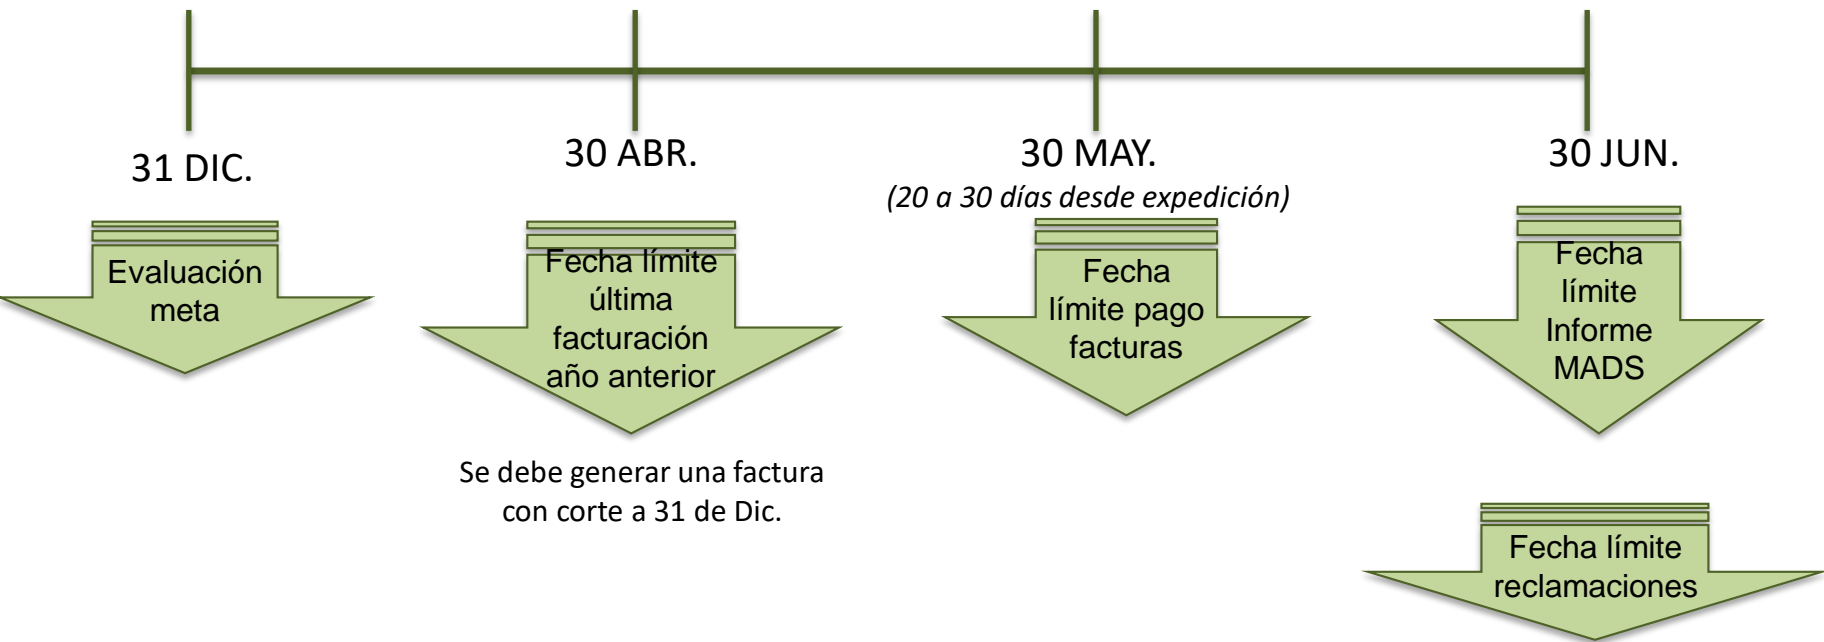 31 DIC.
30 ABR.
30 MAY.
(20 a 30 días desde expedición)
30 JUN.
Evaluación
meta
Fecha límite
última
facturación
año anterior
Se debe generar una factura
con corte a 31 de Dic.
Fecha
límite pago
facturas
Fecha
límite
Informe
MADS
Fecha límite
reclamaciones